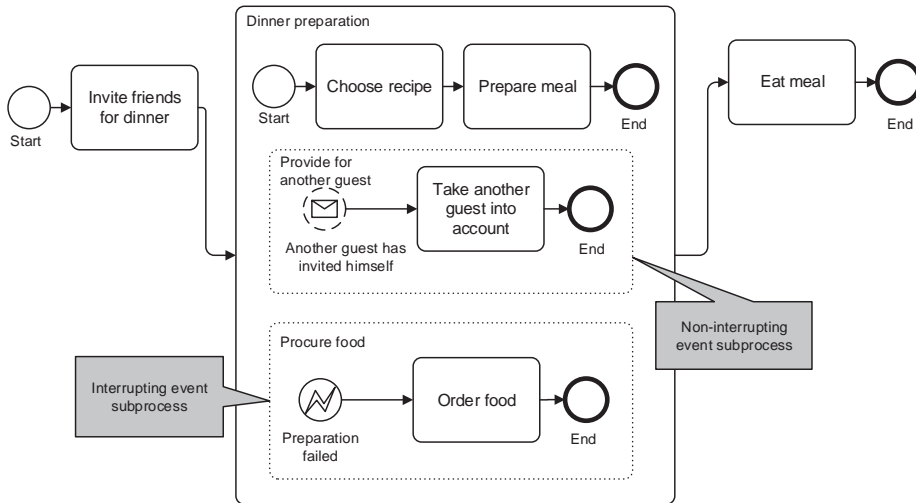 Dinner preparation
Invite friends
for dinner
Start
Choose recipe
Prepare meal
Start
End
Eat meal
End
Provide for
another guest
Take another
guest into
account
Another guest has
invited himself
End
Non-interrupting
event subprocess
Procure food
Interrupting event
subprocess
Order food
Preparation
failed
End